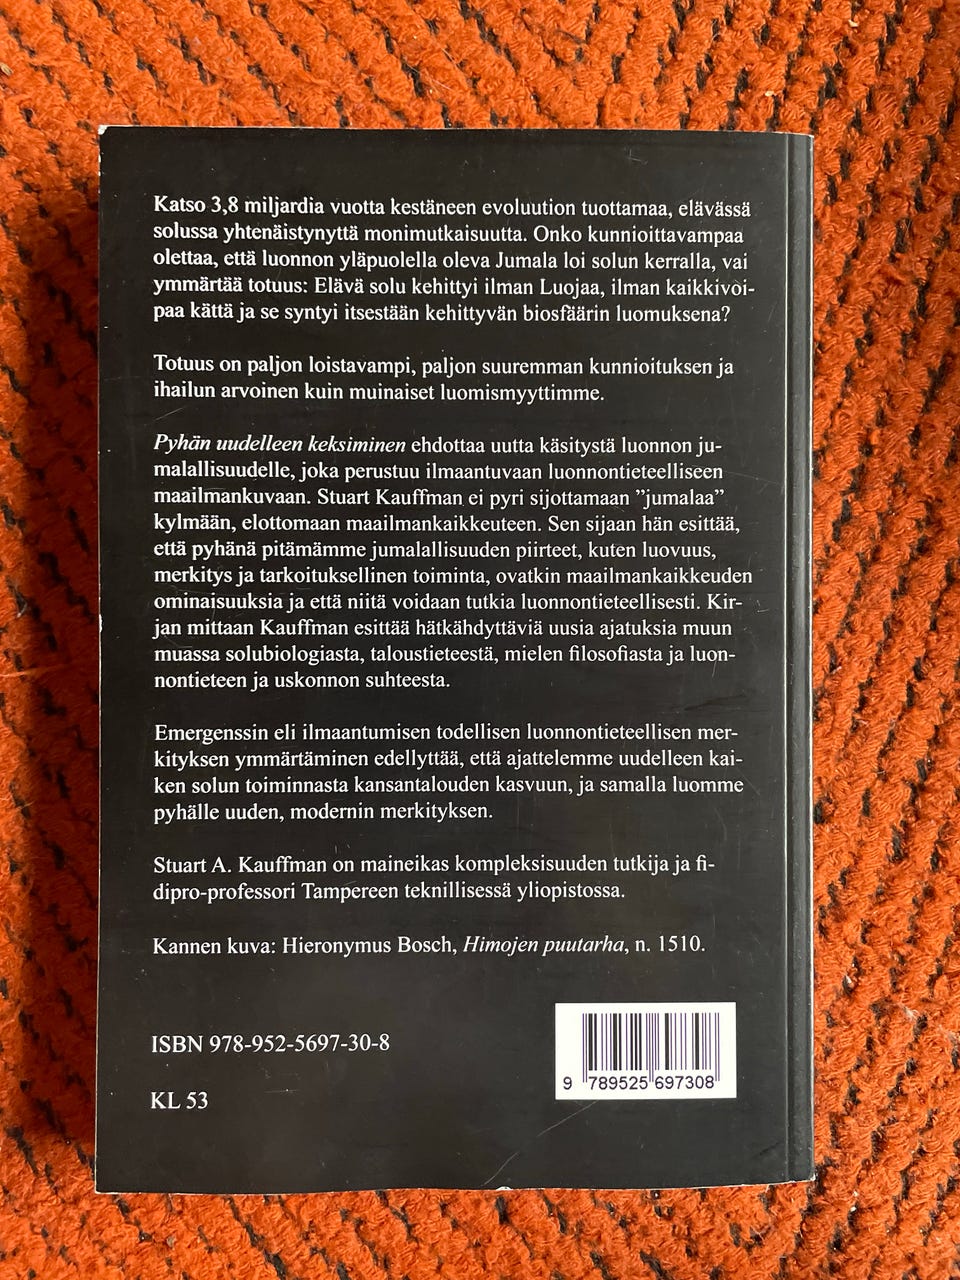 Katso 3,8 miljardia vuotta kestäneen evoluution tuottamaa, elävässä
solussa yhtenäistynyttä monimutkaisuutta. Onko kunnioittavampaa
olettaa, että luonnon yläpuolella oleva Jumala loi solun kerralla, vai
ymmärtää totuus: Elävä solu kehittyi ilman Luojaa, ilman kaikkivoi-
paa kättä ja se syntyi itsestään kehittyvän biosfäärin luomuksena?
Totuus on paljon loistavampi, paljon suuremman kunnioituksen ja
ihailun arvoinen kuin muinaiset luomismyyttimme.
Pyhän uudelleen keksiminen ehdottaa uutta käsitystä luonnon ju-
malallisuudelle, joka perustuu ilmaantuvaan luonnontieteelliseen
maailmankuvaan. Stuart Kauffman ei pyri sijottamaan ”jumalaa”
kylmään, elottomaan maailmankaikkeuteen. Sen sijaan hän esittää,
että pyhänä pitämämme jumalallisuuden piirteet, kuten luovuus,
merkitys ja tarkoituksellinen toiminta, ovatkin maailmankaikkeuden
ominaisuuksia ja että niitä voidaan tutkia luonnontieteellisesti. Kir-
jan mittaan Kauffman esittää hätkähdyttäviä uusia ajatuksia muun
muassa solubiologiasta, taloustieteestä, mielen filosofiasta ja luon-
nontieteen ja uskonnon suhteesta.
Emergenssin eli ilmaantumisen todellisen luonnontieteellisen mer-
kityksen ymmärtäminen edellyttää, että ajattelemme uudelleen kai-
ken solun toiminnasta kansantalouden kasvuun, ja samalla luomme
pyhälle uuden, modernin merkityksen.
Stuart A. Kauffman on maineikas kompleksisuuden tutkija ja fi-
dipro-professori Tampereen teknillisessä yliopistossa.
Kannen kuva: Hieronymus Bosch, Himojen puutarha, n. 1510.
ISBN 978-952-5697-30-8
KL 53
9 789525 697308